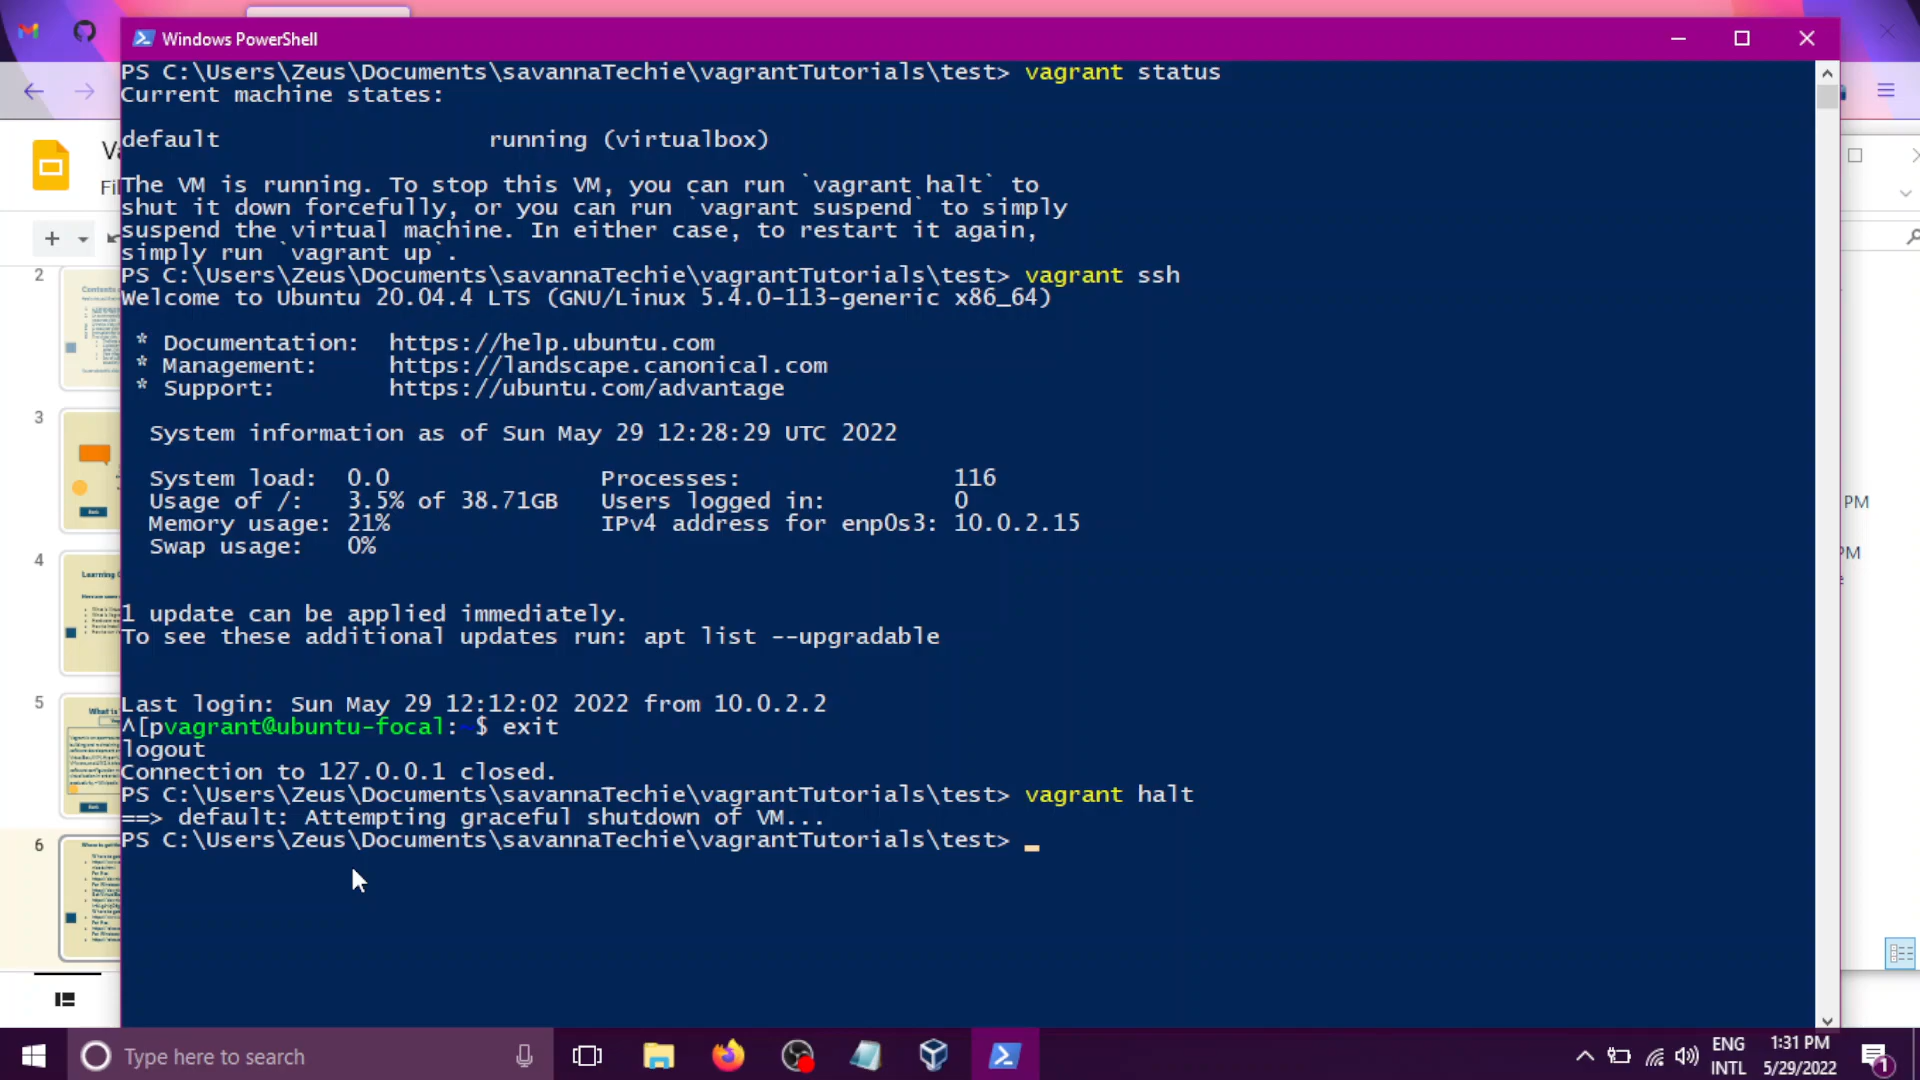 Windows PowerShell
PS C:\Users\Zeus\Documents\savannaTechie\vagrantTutorials\test> vagrant status
Current machine states:
default running (virtualbox)
The VM is running. To stop this VM, you can run `vagrant halt` to
shut it down forcefully, or you can run `vagrant suspend` to simply
suspend the virtual machine. In either case, to restart it again,
simply run `vagrant up`.
PS C:\Users\Zeus\Documents\savannaTechie\vagrantTutorials\test> vagrant ssh
Welcome to Ubuntu 20.04.4 LTS (GNU/Linux 5.4.0-113-generic x86_64)
* Documentation: https://help.ubuntu.com
* Management: https://landscape.canonical.com
* Support: https://ubuntu.com/advantage
System information as of Sun May 29 12:28:29 UTC 2022
System load: 0.0 Processes: 116
Usage of /: 3.5% of 38.71GB Users logged in: 0
Memory usage: 21% IPv4 address for enp0s3: 10.0.2.15
Swap usage: 0%
1 update can be applied immediately.
To see these additional updates run: apt list --upgradable
Last login: Sun May 29 12:12:02 2022 from 10.0.2.2
^[pvagrant@ubuntu-focal:~$ exit
logout
Connection to 127.0.0.1 closed.
PS C:\Users\Zeus\Documents\savannaTechie\vagrantTutorials\test> vagrant halt
==> default: Attempting graceful shutdown of VM...
PS C:\Users\Zeus\Documents\savannaTechie\vagrantTutorials\test> _
2
3
4
5
What is
6
PM
PM
Type here to search
ENG
INTL
1:31 PM
5/29/2022
1